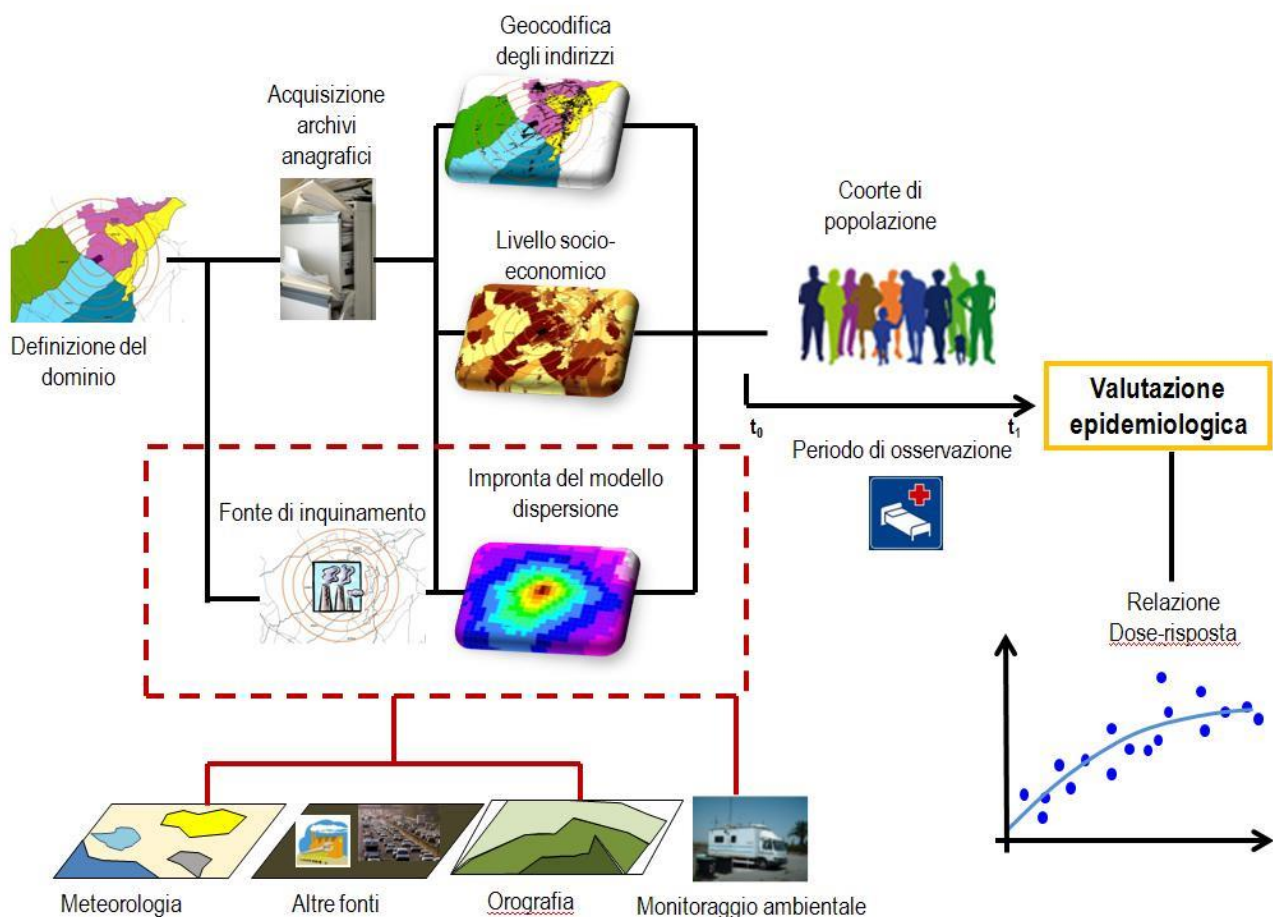 Geocodifica
degli indirizzi
Acquisizione
archivi
anagrafici
Definizione del
dominio
Livello socio-
economico
Coorte di
popolazione
t0
t1
Periodo di osservazione
Valutazione
epidemiologica
Fonte di inquinamento
Impronta del modello
dispersione
Relazione
Dose-risposta
Meteorologia
Altre fonti
Orografia
Monitoraggio ambientale